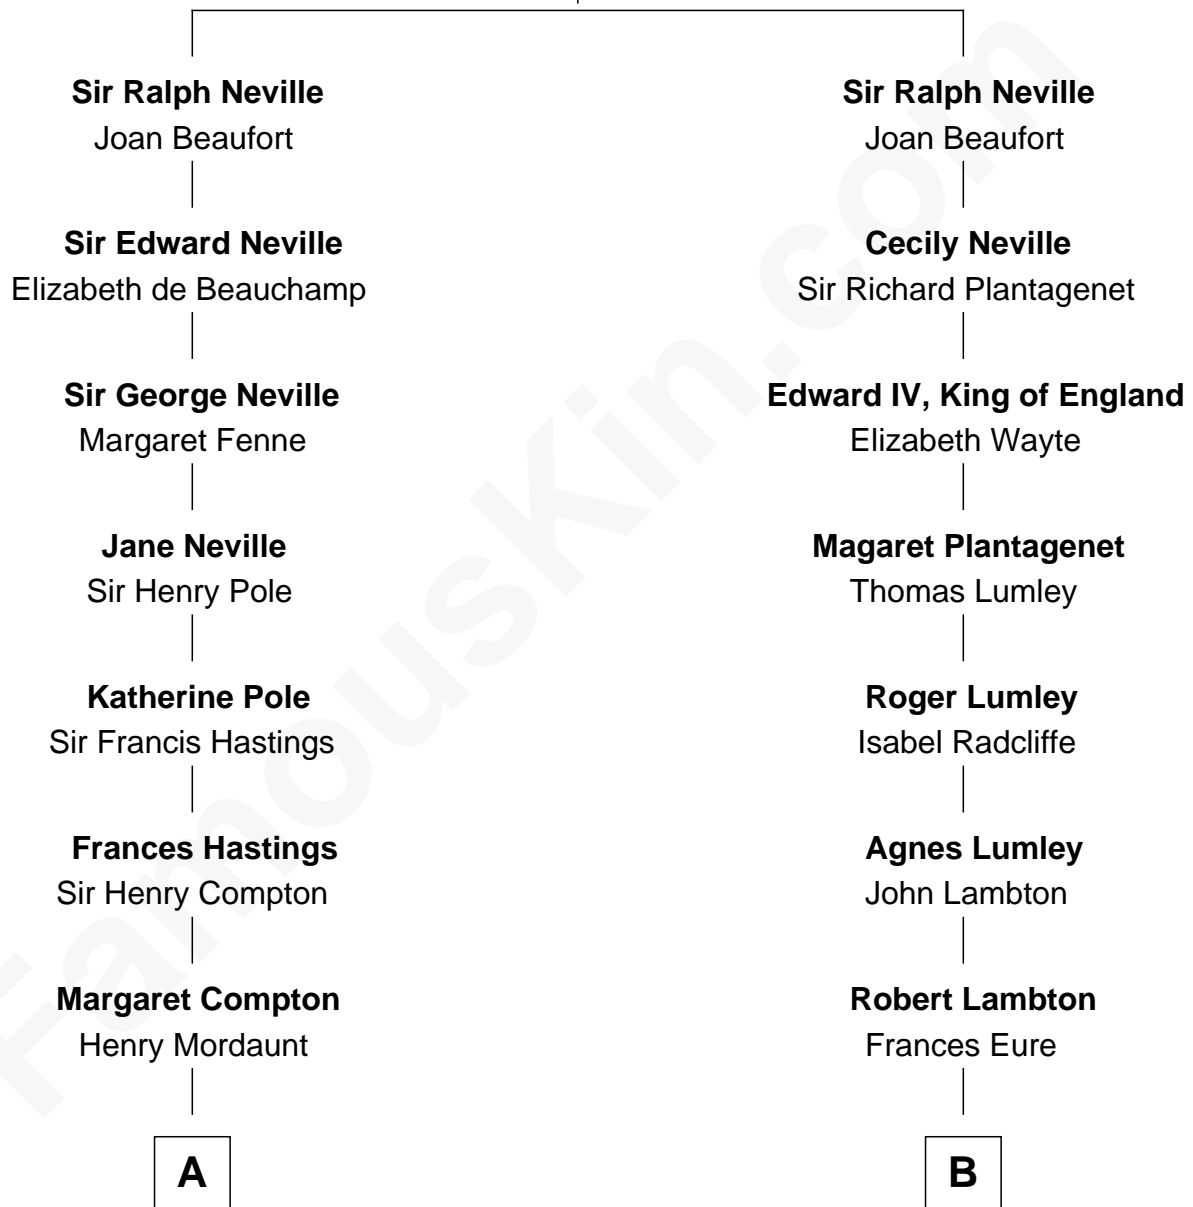 Sir Ralph Neville
Joan Beaufort
Sir Edward Neville
Elizabeth de Beauchamp
Sir George Neville
Margaret Fenne
Jane Neville
Sir Henry Pole
Katherine Pole
Sir Francis Hastings
Frances Hastings
Sir Henry Compton
Margaret Compton
Henry Mordaunt
A
Sir Ralph Neville
Joan Beaufort
Cecily Neville
Sir Richard Plantagenet
Edward IV, King of England
Elizabeth Wayte
Magaret Plantagenet
Thomas Lumley
Roger Lumley
Isabel Radcliffe
Agnes Lumley
John Lambton
Robert Lambton
Frances Eure
B
FamousKin.com